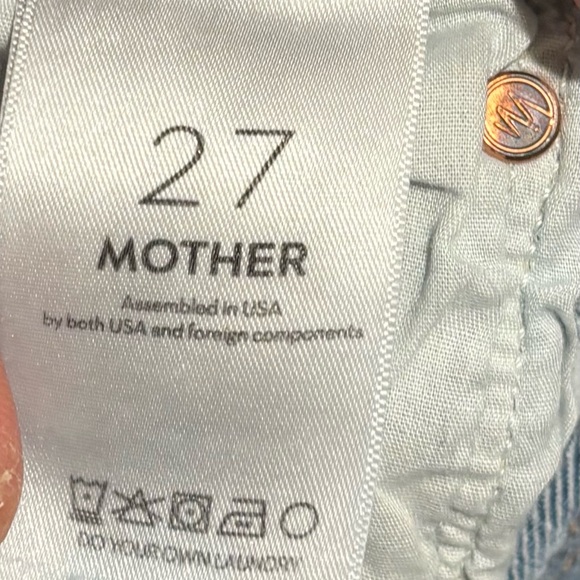 27
MOTHER
Assembled in USA
by both USA and foreign components
DO YOUR OWN LAUNDRY